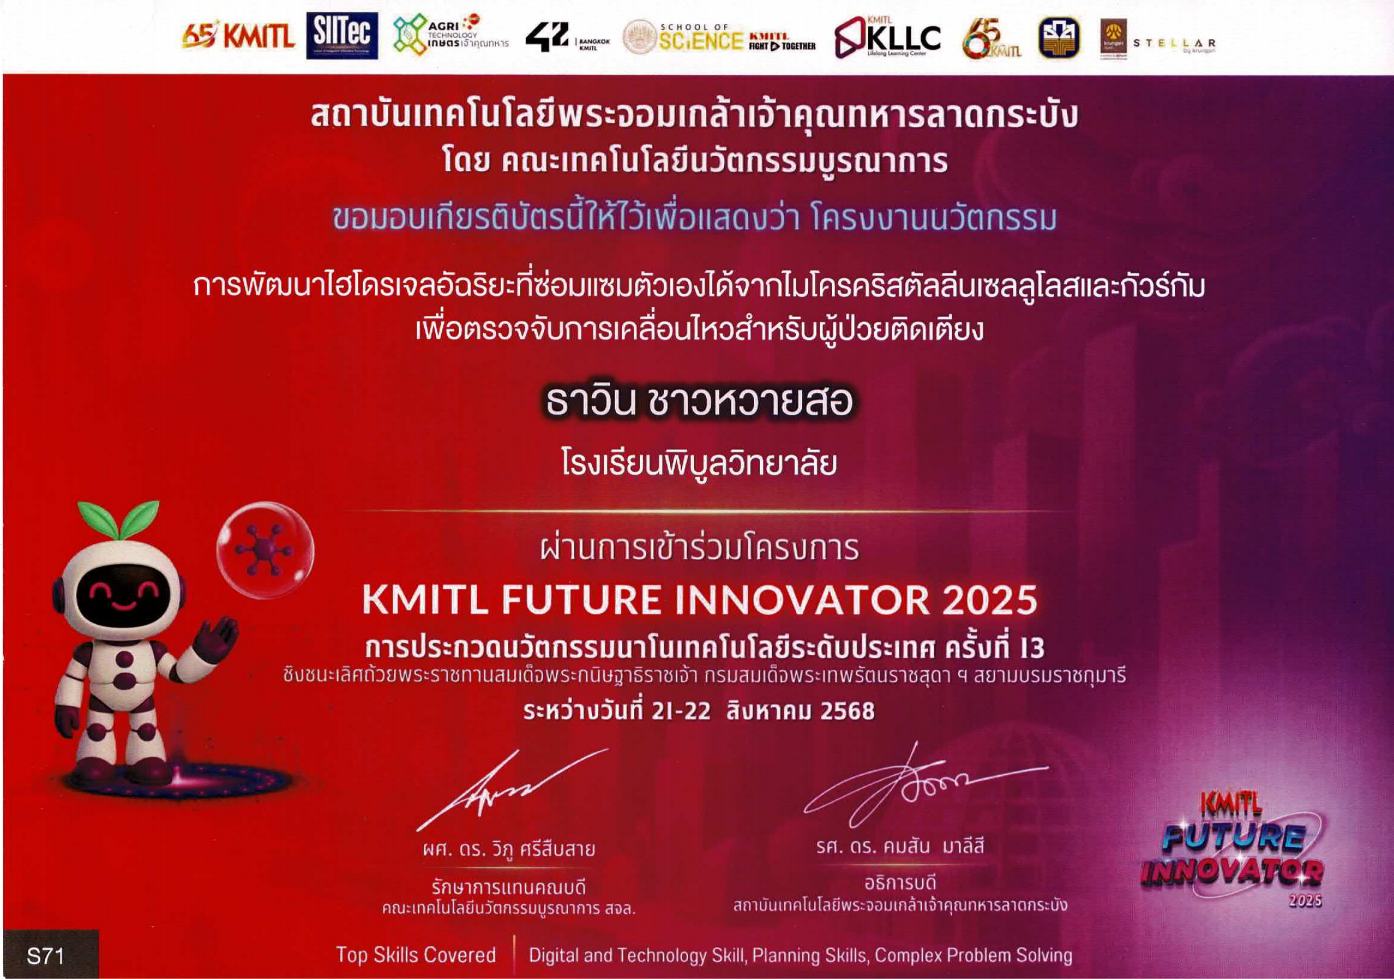 65 KMITL SIITec AGRI TECHNOLOGY เกษตรเจ้าคุณทหาร 42 BANGKOK KMITL SCHOOL OF SCIENCE KMITL FIGHT TOGETHER KMITL KLLC Lifelong Learning Center 65 KMITL STELLAR
สถาบันเทคโนโลยีพระจอมเกล้าเจ้าคุณทหารลาดกระบัง
โดย คณะเทคโนโลยีนวัตกรรมบูรณาการ
ขอมอบเกียรติบัตรนี้ให้ไว้เพื่อแสดงว่า โครงงานนวัตกรรม
การพัฒนาไฮโดรเจลอัฉริยะที่ซ่อมแซมตัวเองได้จากไมโครคริสตัลลีนเซลลูโลสและกัวร์กัม
เพื่อตรวจจับการเคลื่อนไหวสำหรับผู้ป่วยติดเตียง
ธาวิน ชาวหวายสอ
โรงเรียนพิบูลวิทยาลัย
ผ่านการเข้าร่วมโครงการ
KMITL FUTURE INNOVATOR 2025
การประกวดนวัตกรรมนาโนเทคโนโลยีระดับประเทศ ครั้งที่ 13
ชิงชนะเลิศถ้วยพระราชทานสมเด็จพระกนิษฐาธิราชเจ้า กรมสมเด็จพระเทพรัตนราชสุดา ฯ สยามบรมราชกุมารี
ระหว่างวันที่ 21-22 สิงหาคม 2568
ผศ. ดร. วิภู ศรีสืบสาย
รักษาการแทนคณบดี
คณะเทคโนโลยีนวัตกรรมบูรณาการ สจล.
รศ. ดร. คมสัน มาลีสี
อธิการบดี
สถาบันเทคโนโลยีพระจอมเกล้าเจ้าคุณทหารลาดกระบัง
KMITL
FUTURE
INNOVATOR
2025
S71
Top Skills Covered | Digital and Technology Skill, Planning Skills, Complex Problem Solving